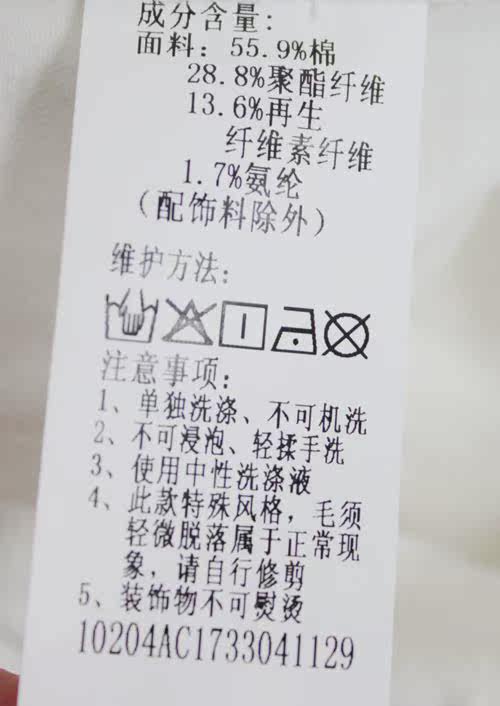 成分含量:
面料: 55.9%棉
28.8%聚酯纤维
13.6%再生
纤维素纤维
1.7%氨纶
(配饰料除外)
维护方法:
注意事项:
1、单独洗涤、不可机洗
2、不可浸泡、轻揉手洗
3、使用中性洗涤液
4、此款特殊风格，毛须
轻微脱落属于正常现
象，请自行修剪
5、装饰物不可熨烫
10204AC1733041129